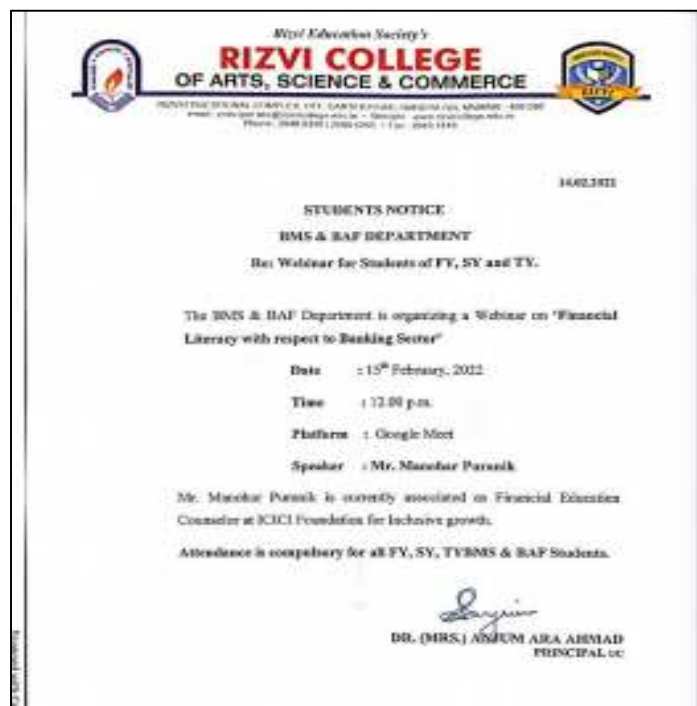 Rizvi Education Society's
RIZVI COLLEGE
OF ARTS, SCIENCE & COMMERCE
RIZVI
14.02.2022
STUDENTS NOTICE
BMS & BAF DEPARTMENT
Re: Webinar for Students of FY, SY and TY.
The BMS & BAF Department is organizing a Webinar on "Financial
Literacy with respect to Banking Sector"
Date : 15th February, 2022
Time : 12.00 p.m.
Platform : Google Meet
Speaker : Mr. Manohar Puranik
Mr. Manohar Puranik is currently associated as Financial Education
Counselor at ICICI Foundation for Inclusive growth.
Attendance is compulsory for all FY, SY, TYBMS & BAF Students.
DR. (MRS.) ANJUM ARA AHMAD
PRINCIPAL I/C